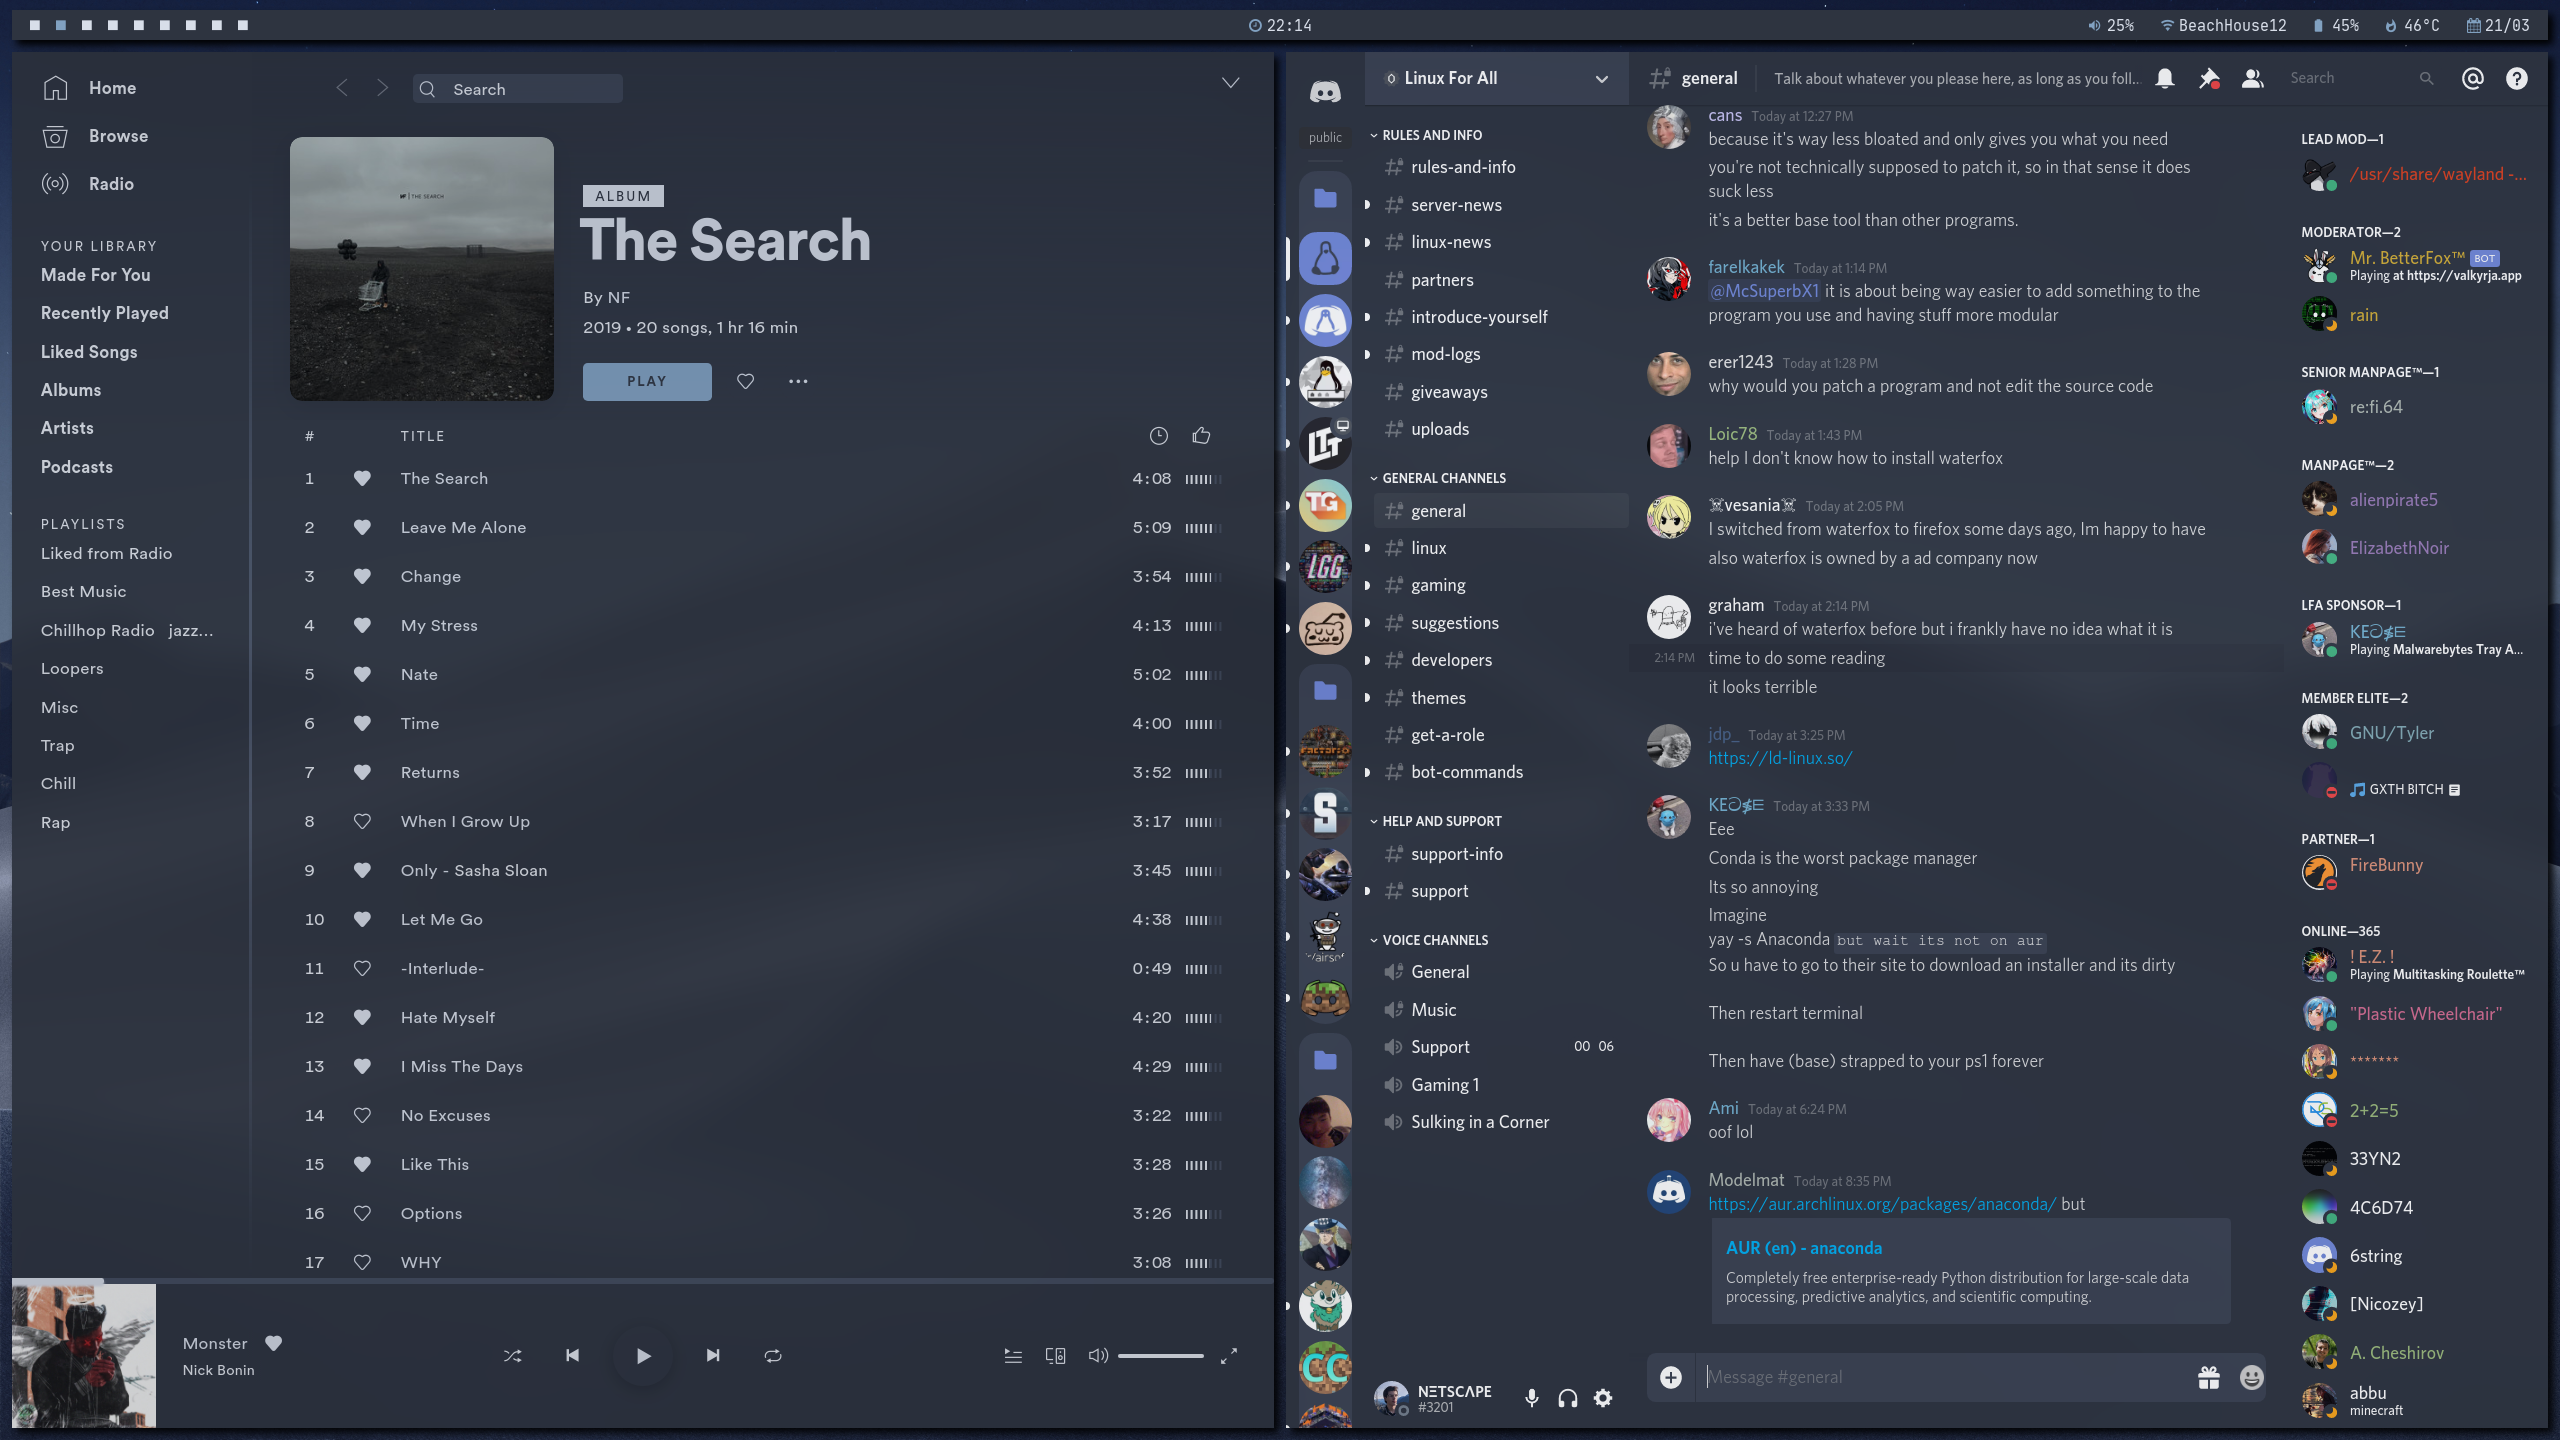 22:14
25%
BeachHouse12
45%
46°C
21/03
Home
Browse
Radio
YOUR LIBRARY
Made For You
Recently Played
Liked Songs
Albums
Artists
Podcasts
PLAYLISTS
Liked from Radio
Best Music
Chillhop Radio jazz...
Loopers
Misc
Trap
Chill
Rap
Search
NF | THE SEARCH
ALBUM
The Search
By NF
2019 • 20 songs, 1 hr 16 min
PLAY
# TITLE
1 The Search 4:08
2 Leave Me Alone 5:09
3 Change 3:54
4 My Stress 4:13
5 Nate 5:02
6 Time 4:00
7 Returns 3:52
8 When I Grow Up 3:17
9 Only - Sasha Sloan 3:45
10 Let Me Go 4:38
11 -Interlude- 0:49
12 Hate Myself 4:20
13 I Miss The Days 4:29
14 No Excuses 3:22
15 Like This 3:28
16 Options 3:26
17 WHY 3:08
Monster
Nick Bonin
public
LTT
TG
LGG
FACTORIO
S
r/airsof
CC
Linux For All
RULES AND INFO
rules-and-info
server-news
linux-news
partners
introduce-yourself
mod-logs
giveaways
uploads
GENERAL CHANNELS
general
linux
gaming
suggestions
developers
themes
get-a-role
bot-commands
HELP AND SUPPORT
support-info
support
VOICE CHANNELS
General
Music
Support 00 06
Gaming 1
Sulking in a Corner
NΞTSCΛPE
#3201
general
Talk about whatever you please here, as long as you foll...
Search
cans Today at 12:27 PM
because it's way less bloated and only gives you what you need
you're not technically supposed to patch it, so in that sense it does
suck less
it's a better base tool than other programs.
farelkakek Today at 1:14 PM
@McSuperbX1 it is about being way easier to add something to the
program you use and having stuff more modular
erer1243 Today at 1:28 PM
why would you patch a program and not edit the source code
Loic78 Today at 1:43 PM
help I don't know how to install waterfox
☠vesania☠ Today at 2:05 PM
I switched from waterfox to firefox some days ago, Im happy to have
also waterfox is owned by a ad company now
graham Today at 2:14 PM
i've heard of waterfox before but i frankly have no idea what it is
2:14 PM time to do some reading
it looks terrible
jdp_ Today at 3:25 PM
https://ld-linux.so/
Today at 3:33 PM
Eee
Conda is the worst package manager
Its so annoying
Imagine
yay -s Anaconda but wait its not on aur
So u have to go to their site to download an installer and its dirty
Then restart terminal
Then have (base) strapped to your ps1 forever
Ami Today at 6:24 PM
oof lol
Modelmat Today at 8:35 PM
https://aur.archlinux.org/packages/anaconda/ but
AUR (en) - anaconda
Completely free enterprise-ready Python distribution for large-scale data
processing, predictive analytics, and scientific computing.
Message #general
LEAD MOD—1
/usr/share/wayland -...
MODERATOR—2
Mr. BetterFox™ BOT
Playing at https://valkyrja.app
rain
SENIOR MANPAGE™—1
re:fi.64
MANPAGE™—2
alienpirate5
ElizabethNoir
LFA SPONSOR—1
Playing Malwarebytes Tray A...
MEMBER ELITE—2
GNU/Tyler
🎵 GXTH BITCH
PARTNER—1
FireBunny
ONLINE—365
! E.Z. !
Playing Multitasking Roulette™
"Plastic Wheelchair"
*******
2+2=5
33YN2
4C6D74
6string
[Nicozey]
A. Cheshirov
abbu
minecraft